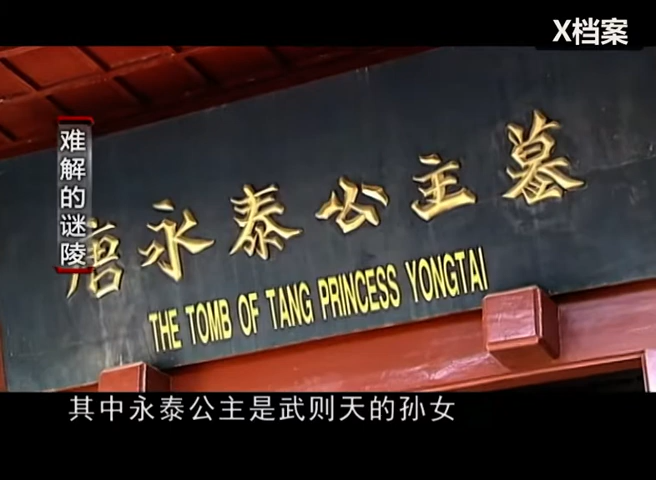 X档案
难解的谜陵
唐永泰公主墓
THE TOMB OF TANG PRINCESS YONGTAI
其中永泰公主是武则天的孙女